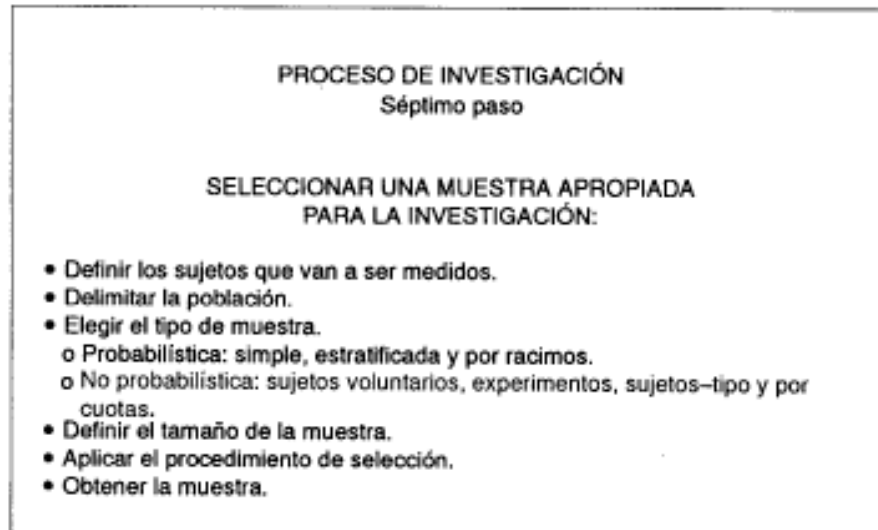 PROCESO DE INVESTIGACIÓN
Séptimo paso
SELECCIONAR UNA MUESTRA APROPIADA
PARA LA INVESTIGACIÓN:
• Definir los sujetos que van a ser medidos.
• Delimitar la población.
• Elegir el tipo de muestra.
o Probabilística: simple, estratificada y por racimos.
o No probabilística: sujetos voluntarios, experimentos, sujetos–tipo y por
cuotas.
• Definir el tamaño de la muestra.
• Aplicar el procedimiento de selección.
• Obtener la muestra.